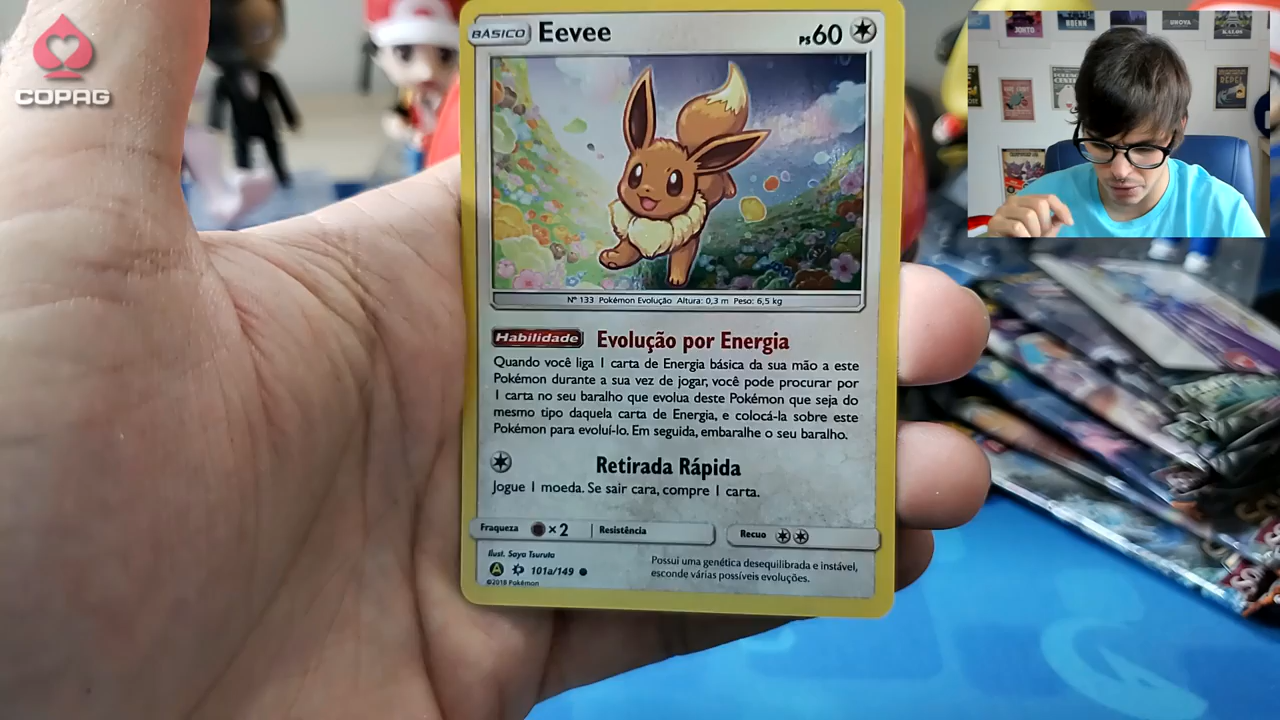 COPAG
BÁSICO Eevee PS60
Nº 133 Pokémon Evolução Altura: 0,3 m Peso: 6,5 kg
Habilidade Evolução por Energia
Quando você liga 1 carta de Energia básica da sua mão a este
Pokémon durante a sua vez de jogar, você pode procurar por
1 carta no seu baralho que evolua deste Pokémon que seja do
mesmo tipo daquela carta de Energia, e colocá-la sobre este
Pokémon para evoluí-lo. Em seguida, embaralhe o seu baralho.
Retirada Rápida
Jogue 1 moeda. Se sair cara, compre 1 carta.
Fraqueza ×2 Resistência Recuo
Ilust. Saya Tsuruta
A 101a/149
©2018 Pokémon
Possui uma genética desequilibrada e instável,
esconde várias possíveis evoluções.
JOHTO
HOENN
UNOVA
KALOS